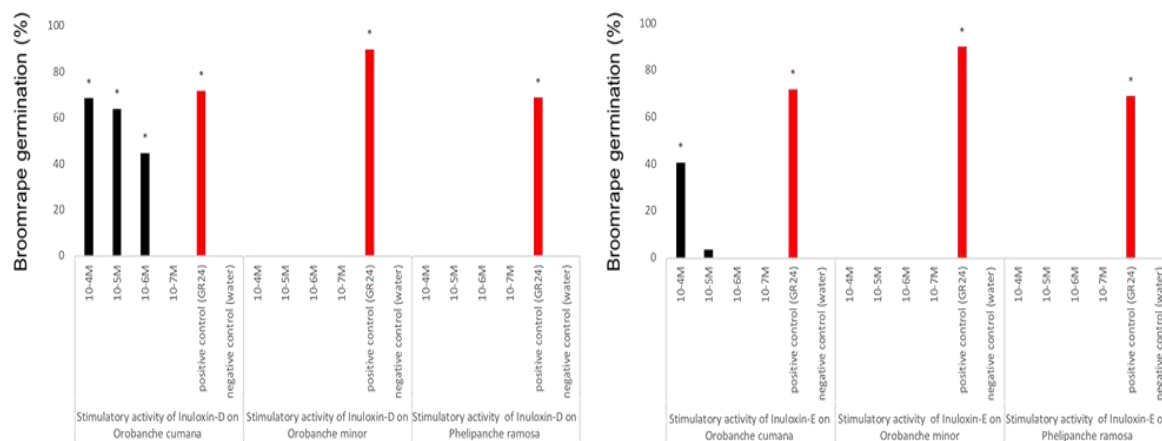 Broomrape germination (%)
100
80
60
40
20
0
*
*
*
*
*
*
10-4M
10-5M
10-6M
10-7M
positive control (GR24)
negative control (water)
10-4M
10-5M
10-6M
10-7M
positive control (GR24)
negative control (water)
10-4M
10-5M
10-6M
10-7M
positive control (GR24)
negative control (water)
Stimulatory activity of Inuloxin-D on
Orobanche cumana
Stimulatory activity of Inuloxin-D on
Orobanche minor
Stimulatory activity of Inuloxin-D on
Phelipanche ramosa
Broomrape germination (%)
100
80
60
40
20
0
*
*
*
*
10-4M
10-5M
10-6M
10-7M
positive control (GR24)
negative control (water)
10-4M
10-5M
10-6M
10-7M
positive control (GR24)
negative control (water)
10-4M
10-5M
10-6M
10-7M
positive control (GR24)
negative control (water)
Stimulatory activity of Inuloxin-E on
Orobanche cumana
Stimulatory activity of Inuloxin-E on
Orobanche minor
Stimulatory activity of Inuloxin-E on
Phelipanche ramosa